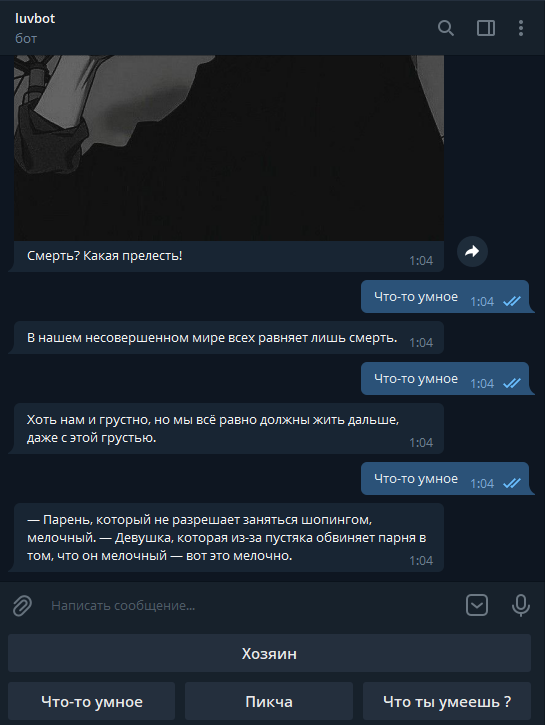 luvbot
бот
Смерть? Какая прелесть!
1:04
Что-то умное 1:04
В нашем несовершенном мире всех равняет лишь смерть. 1:04
Что-то умное 1:04
Хоть нам и грустно, но мы всё равно должны жить дальше,
даже с этой грустью. 1:04
Что-то умное 1:04
— Парень, который не разрешает заняться шопингом,
мелочный. — Девушка, которая из-за пустяка обвиняет парня в
том, что он мелочный — вот это мелочно. 1:04
Написать сообщение...
Хозяин
Что-то умное Пикча Что ты умеешь ?